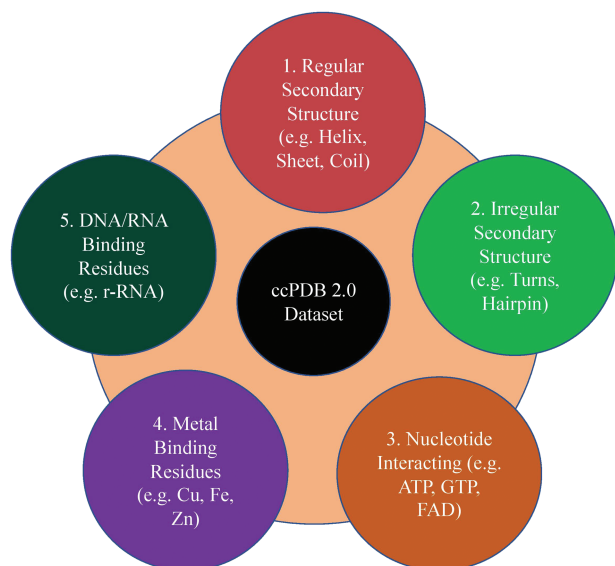 1. Regular
Secondary
Structure
(e.g. Helix,
Sheet, Coil)
2. Irregular
Secondary
Structure
(e.g. Turns,
Hairpin)
3. Nucleotide
Interacting (e.g.
ATP, GTP,
FAD)
4. Metal
Binding
Residues
(e.g. Cu, Fe,
Zn)
5. DNA/RNA
Binding
Residues
(e.g. r-RNA)
ccPDB 2.0
Dataset